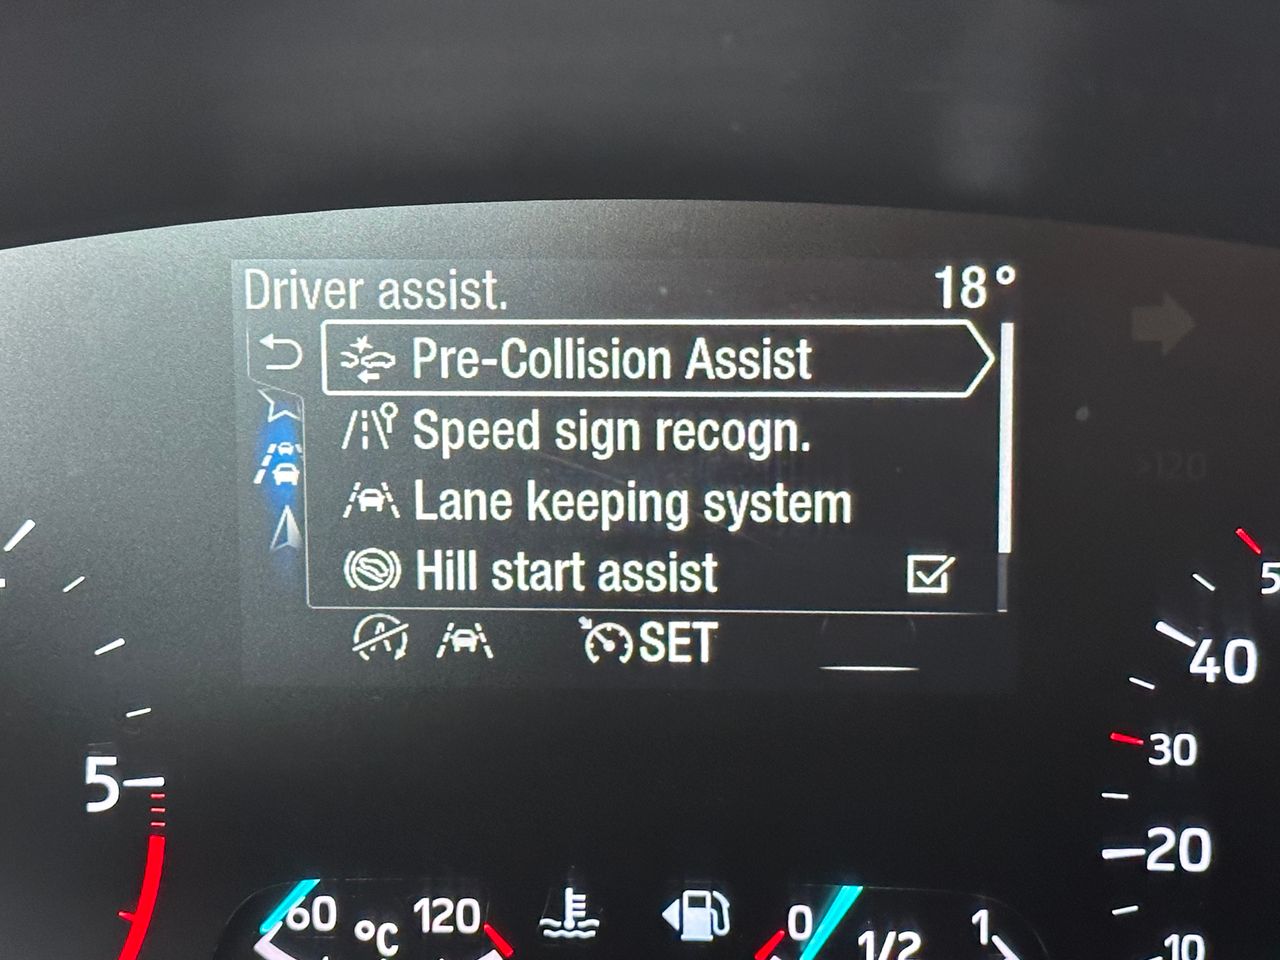 Driver assist. 18°
Pre-Collision Assist
Speed sign recogn.
Lane keeping system
Hill start assist
SET
5
5
40
30
20
10
60 °C 120
0 1/2 1